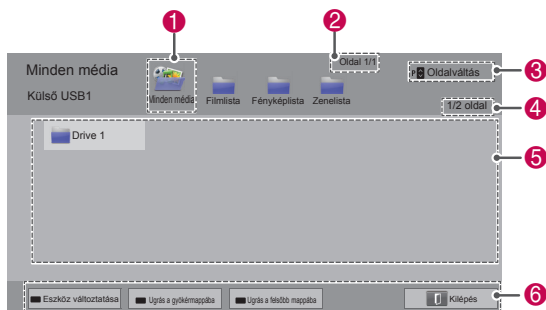 1
2
3
4
5
6
Minden média
Külső USB1
Minden média
Filmlista
Fényképlista
Zenelista
Oldal 1/1
P Oldalváltás
1/2 oldal
Drive 1
Eszköz változtatása
Ugrás a gyökérmappába
Ugrás a felsőbb mappába
Kilépés